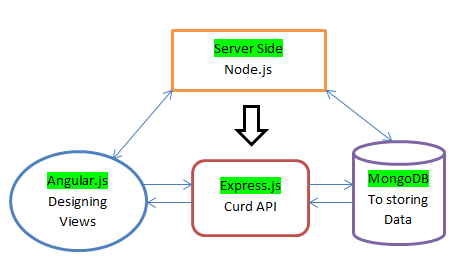 Server Side
Node.js
Angular.js
Designing
Views
Express.js
Curd API
MongoDB
To storing
Data